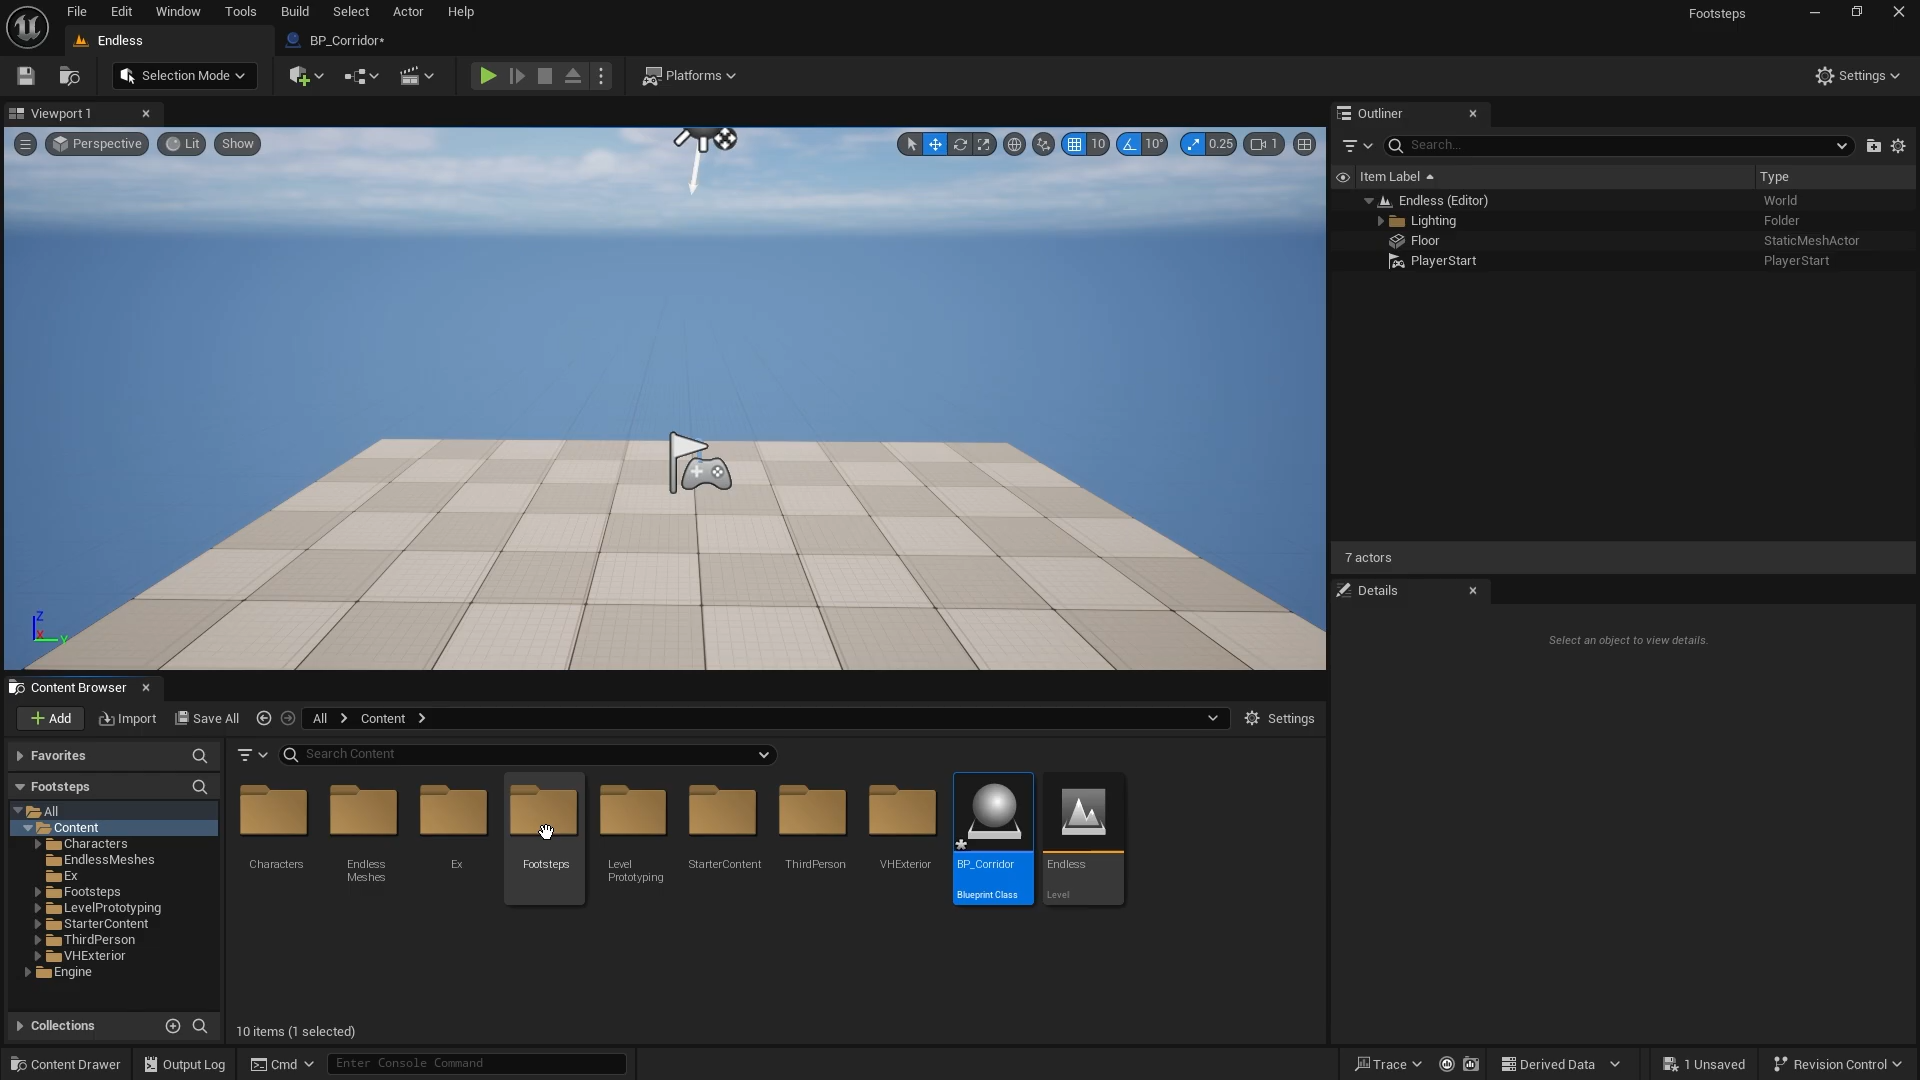 File Edit Window Tools Build Select Actor Help
Footsteps
Endless
BP_Corridor*
Selection Mode
Platforms
Settings
Viewport 1
Outliner
Perspective
Lit
Show
10
10°
0.25
1
Search...
Item Label
Type
Endless (Editor)
World
Lighting
Folder
Floor
StaticMeshActor
PlayerStart
PlayerStart
7 actors
Details
Select an object to view details.
Z
X
Y
Content Browser
Add
Import
Save All
All
Content
Settings
Favorites
Search Content
Footsteps
All
Content
Characters
EndlessMeshes
Ex
Footsteps
LevelPrototyping
StarterContent
ThirdPerson
VHExterior
Engine
Collections
Characters
Endless
Meshes
Ex
Footsteps
Level
Prototyping
StarterContent
ThirdPerson
VHExterior
BP_Corridor
Blueprint Class
Endless
Level
10 items (1 selected)
Content Drawer
Output Log
Cmd
Enter Console Command
Trace
Derived Data
1 Unsaved
Revision Control